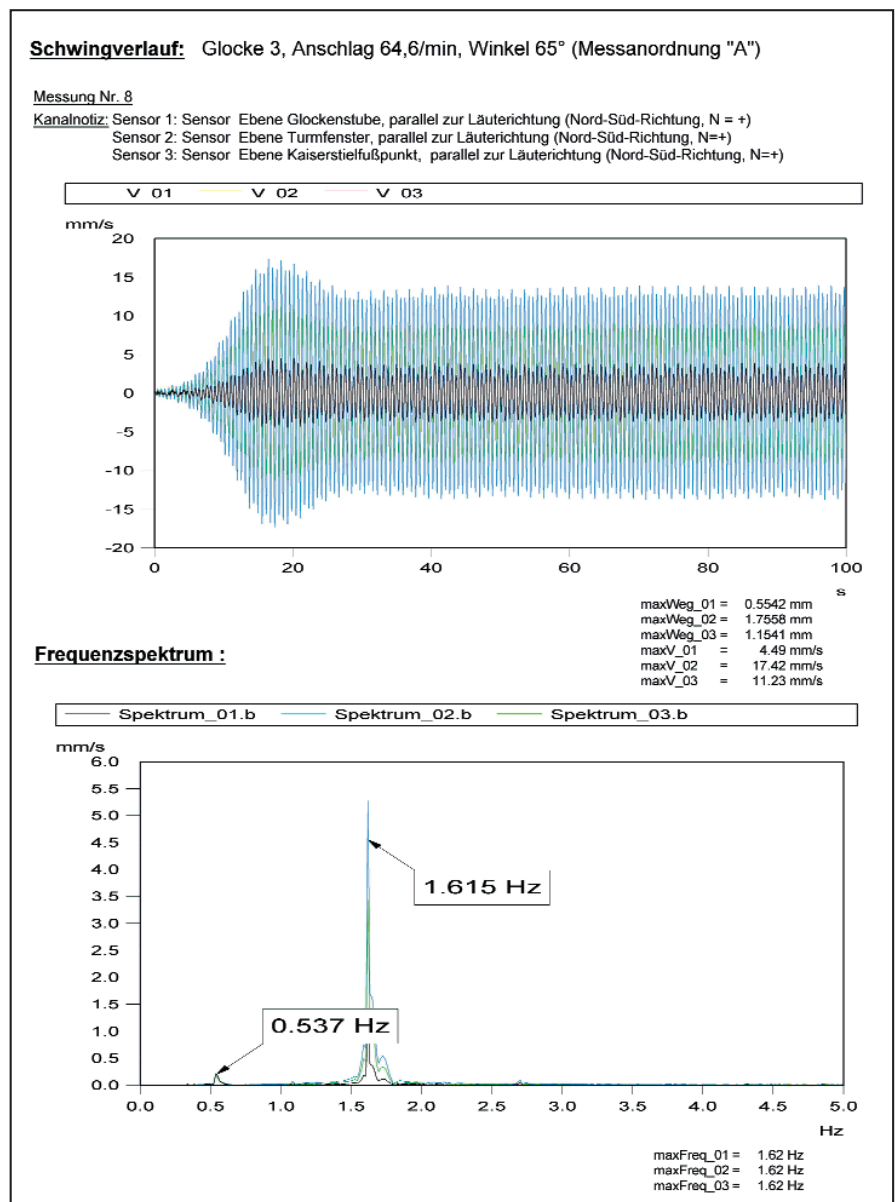 Schwingverlauf: Glocke 3, Anschlag 64,6/min, Winkel 65° (Messanordnung "A")
Messung Nr. 8
Kanalnotiz: Sensor 1: Sensor Ebene Glockenstube, parallel zur Läuterichtung (Nord-Süd-Richtung, N = +)
Sensor 2: Sensor Ebene Turmfenster, parallel zur Läuterichtung (Nord-Süd-Richtung, N=+)
Sensor 3: Sensor Ebene Kaiserstielfußpunkt, parallel zur Läuterichtung (Nord-Süd-Richtung, N=+)
V_01 V_02 V_03
mm/s
20
15
10
5
0
-5
-10
-15
-20
0 20 40 60 80 100
s
maxWeg_01 = 0.5542 mm
maxWeg_02 = 1.7558 mm
maxWeg_03 = 1.1541 mm
maxV_01 = 4.49 mm/s
maxV_02 = 17.42 mm/s
maxV_03 = 11.23 mm/s
Frequenzspektrum :
Spektrum_01.b Spektrum_02.b Spektrum_03.b
mm/s
6.0
5.5
5.0
4.5
4.0
3.5
3.0
2.5
2.0
1.5
1.0
0.5
0.0
1.615 Hz
0.537 Hz
0.0 0.5 1.0 1.5 2.0 2.5 3.0 3.5 4.0 4.5 5.0
Hz
maxFreq_01 = 1.62 Hz
maxFreq_02 = 1.62 Hz
maxFreq_03 = 1.62 Hz